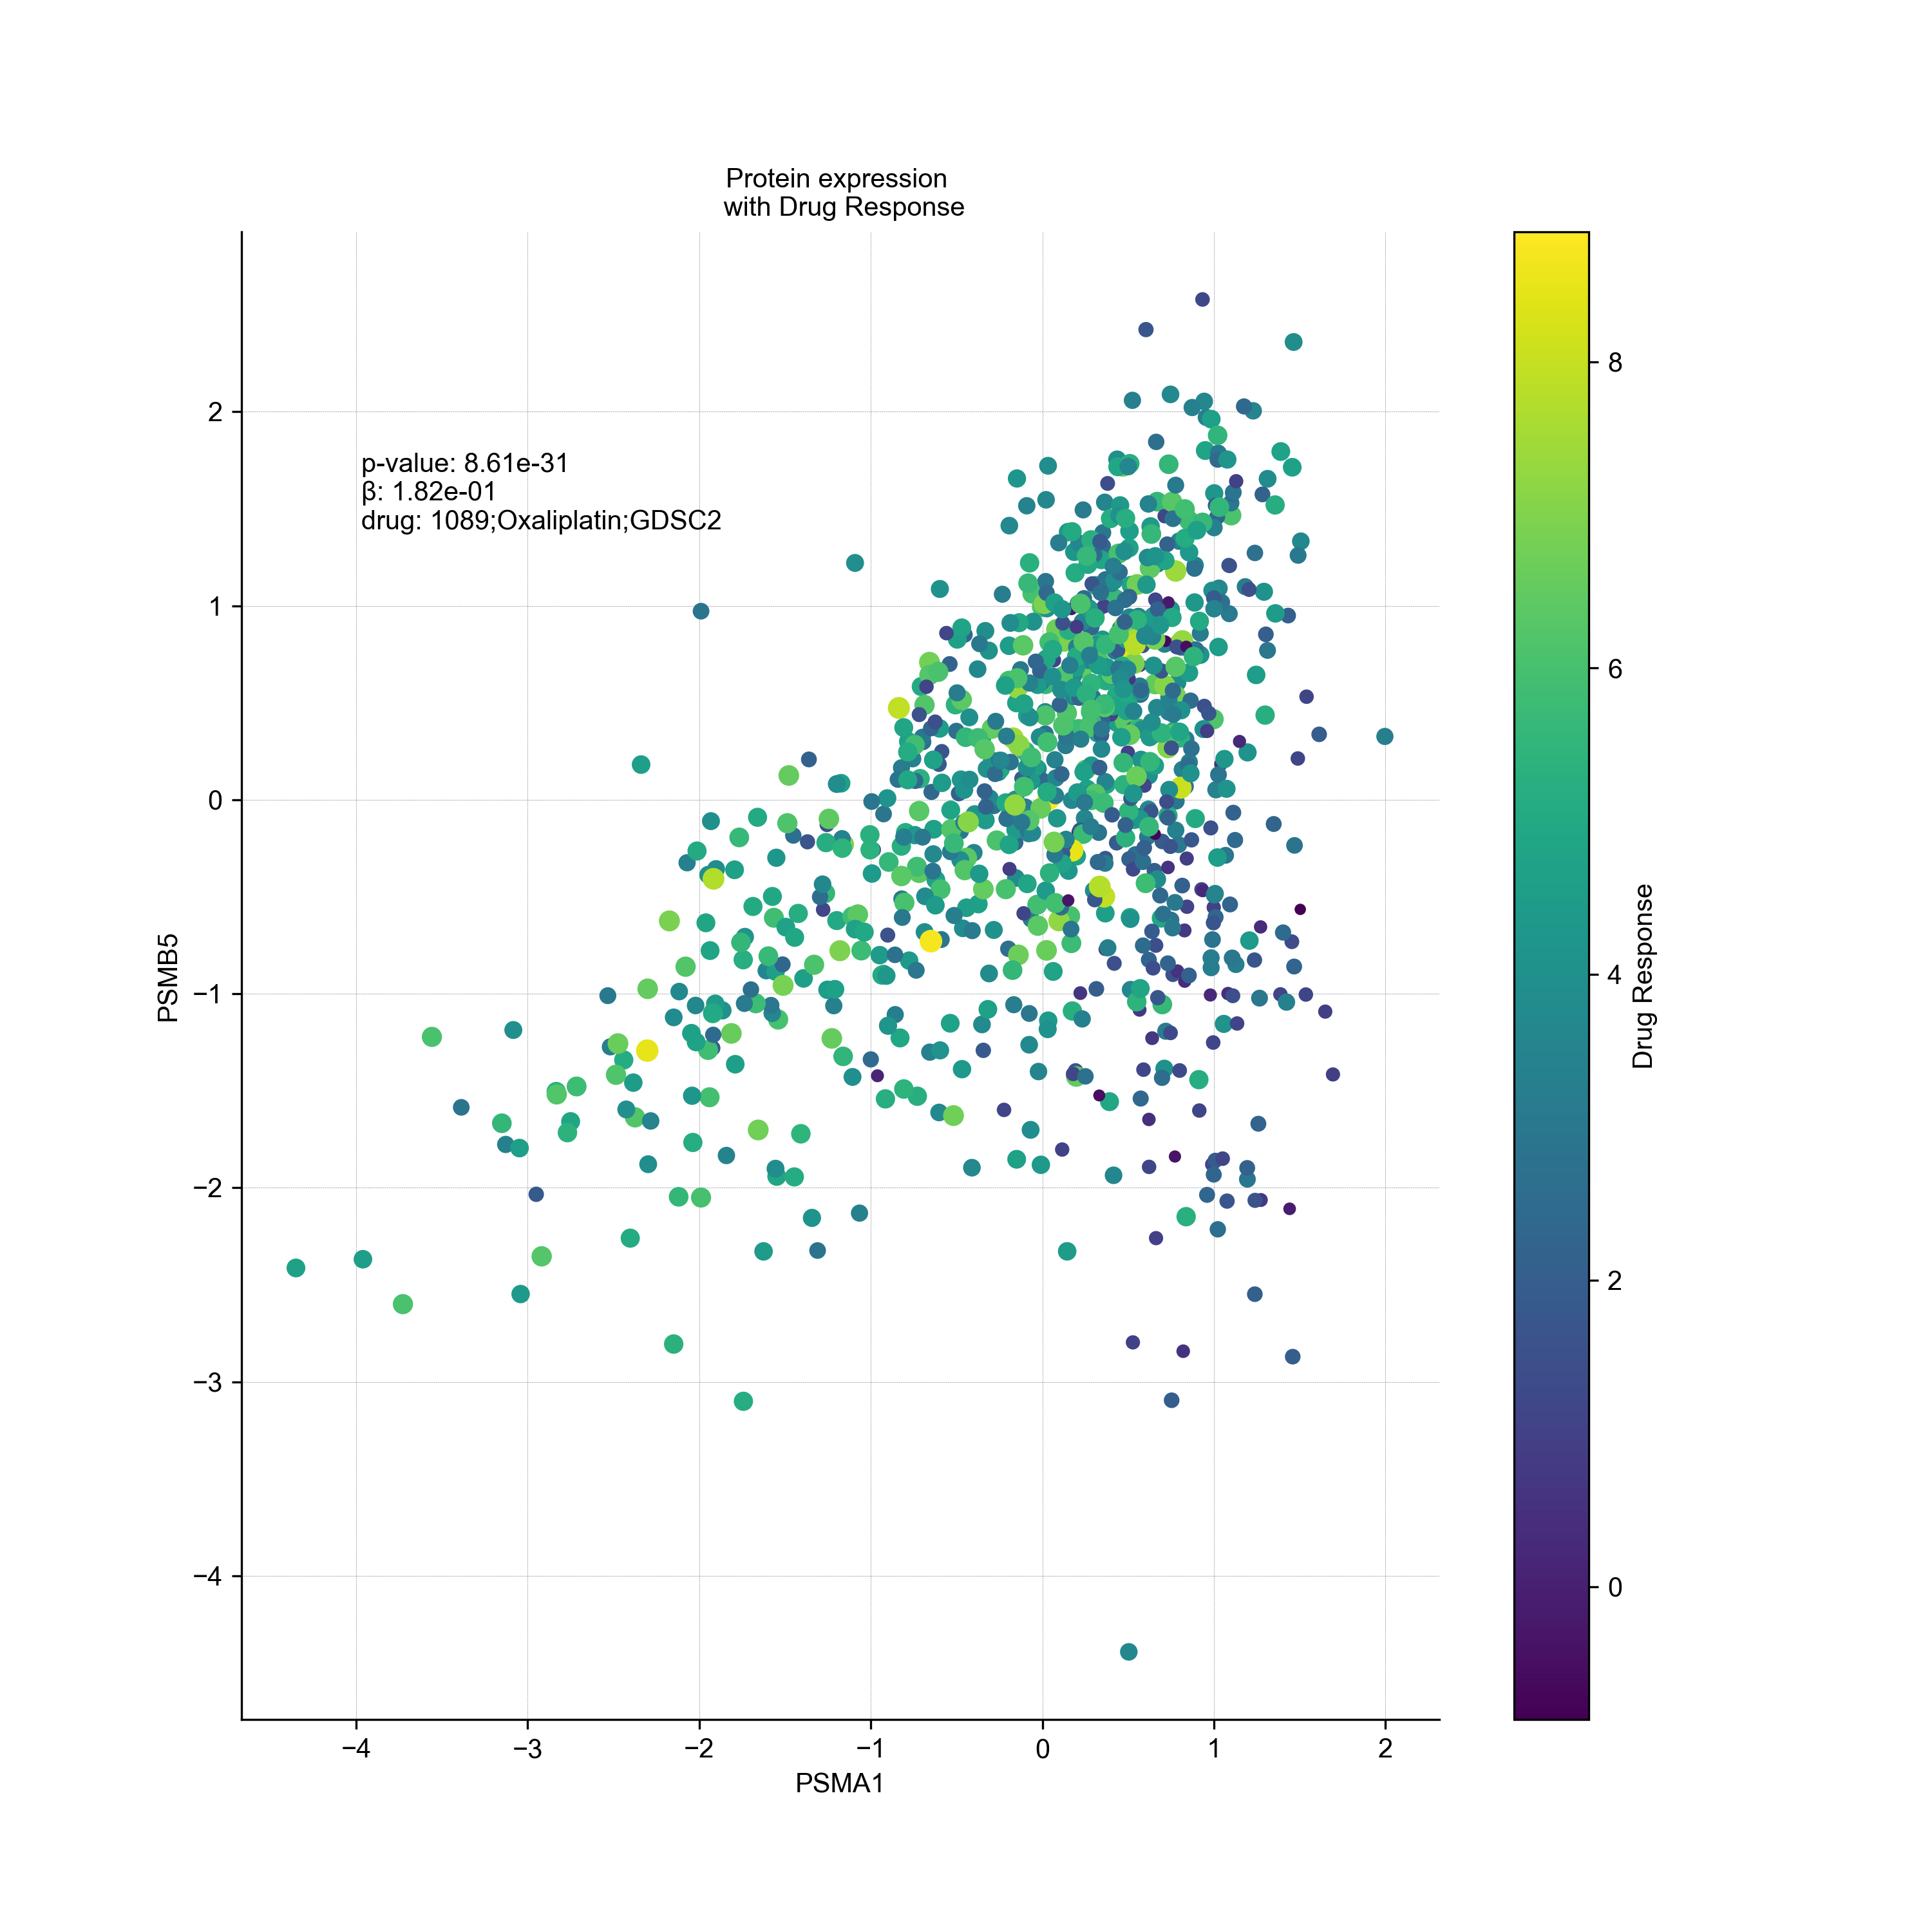 Protein expression
with Drug Response
p-value: 8.61e-31
β: 1.82e-01
drug: 1089;Oxaliplatin;GDSC2
2
1
0
−1
−2
−3
−4
PSMB5
−4
−3
−2
−1
0
1
2
PSMA1
8
6
4
2
0
Drug Response